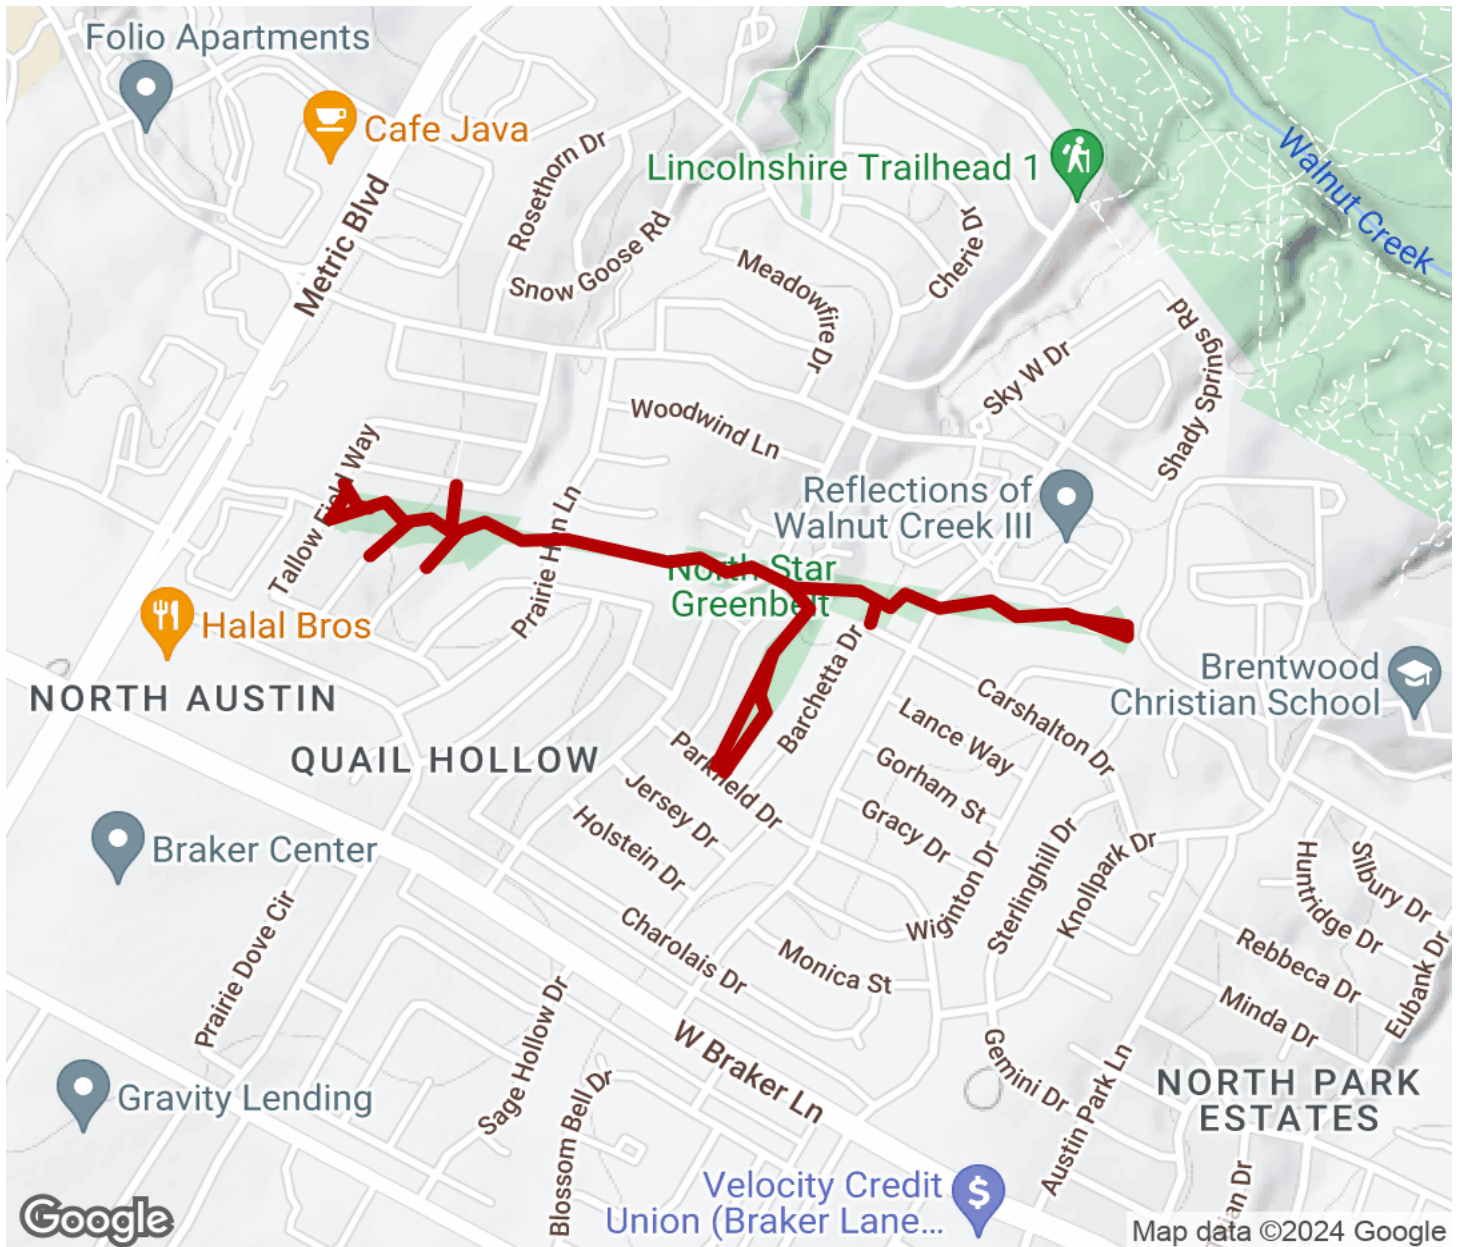 Folio Apartments
Cafe Java
Rosethorn Dr
Lincolnshire Trailhead 1
Walnut Creek
Metric Blvd
Snow Goose Rd
Cherie Dr
Meadowfire Dr
Shady Springs Rd
Sky W Dr
Woodwind Ln
Tallow Field Way
Prairie Hen Ln
Reflections of
Walnut Creek III
North Star
Greenbelt
Halal Bros
Barchetta Dr
Brentwood
Christian School
NORTH AUSTIN
Carshalton Dr
Lance Way
QUAIL HOLLOW
Parkfield Dr
Gorham St
Jersey Dr
Gracy Dr
Holstein Dr
Braker Center
Sterlinghill Dr
Knollpark Dr
Huntridge Dr
Silbury Dr
Wiginton Dr
Prairie Dove Cir
Charolais Dr
Monica St
Rebbeca Dr
Eubank Dr
Minda Dr
Sage Hollow Dr
W Braker Ln
Gemini Dr
Austin Park Ln
NORTH PARK
ESTATES
Gravity Lending
Blossom Bell Dr
Velocity Credit
Union (Braker Lane...
Google
Map data ©2024 Google